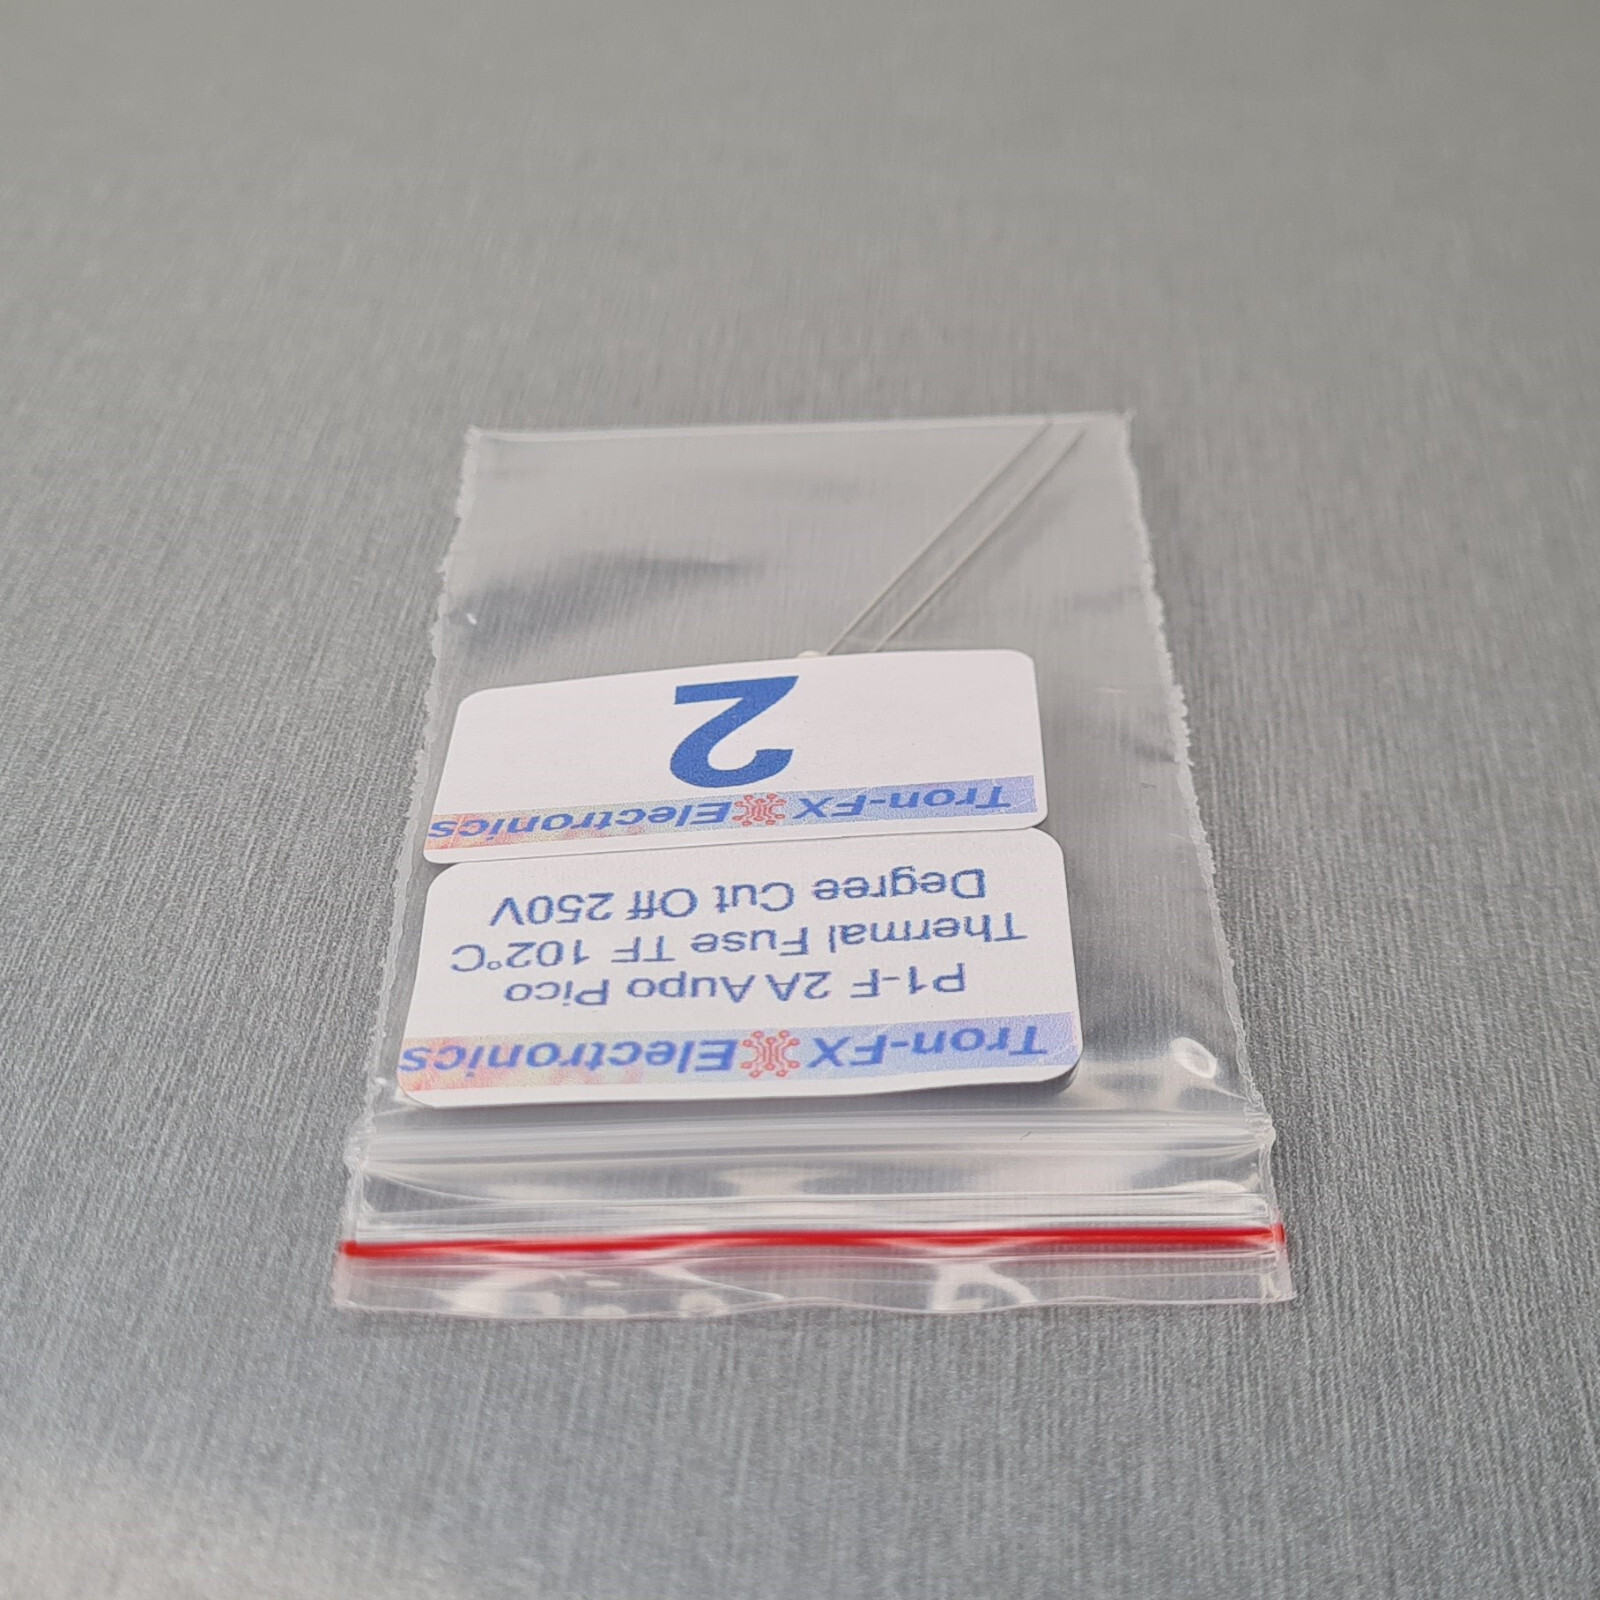 Tron-FX Electronics
P1-F 2A Aupo Pico
Thermal Fuse TF 102°C
Degree Cut Off 250V
Tron-FX Electronics
2